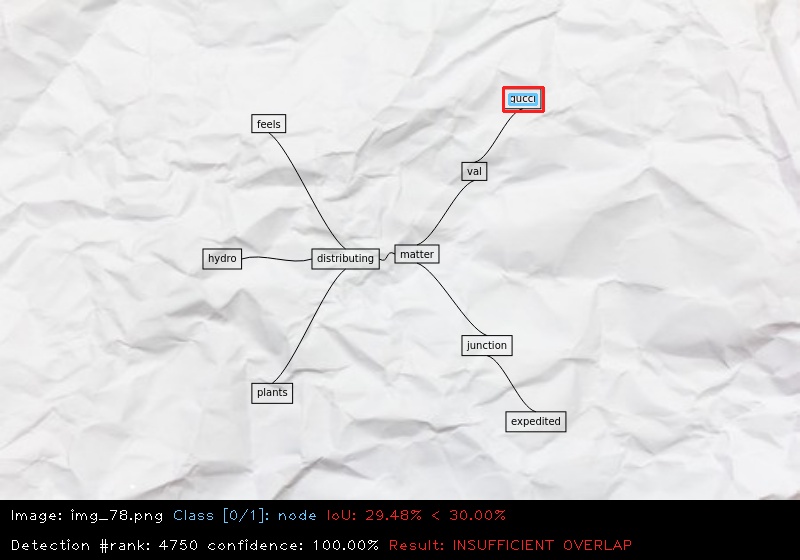 gucci
feels
val
matter
hydro
distributing
junction
plants
expedited
Image: img_78.png Class [0/1]: node IoU: 29.48% < 30.00%
Detection #rank: 4750 confidence: 100.00% Result: INSUFFICIENT OVERLAP